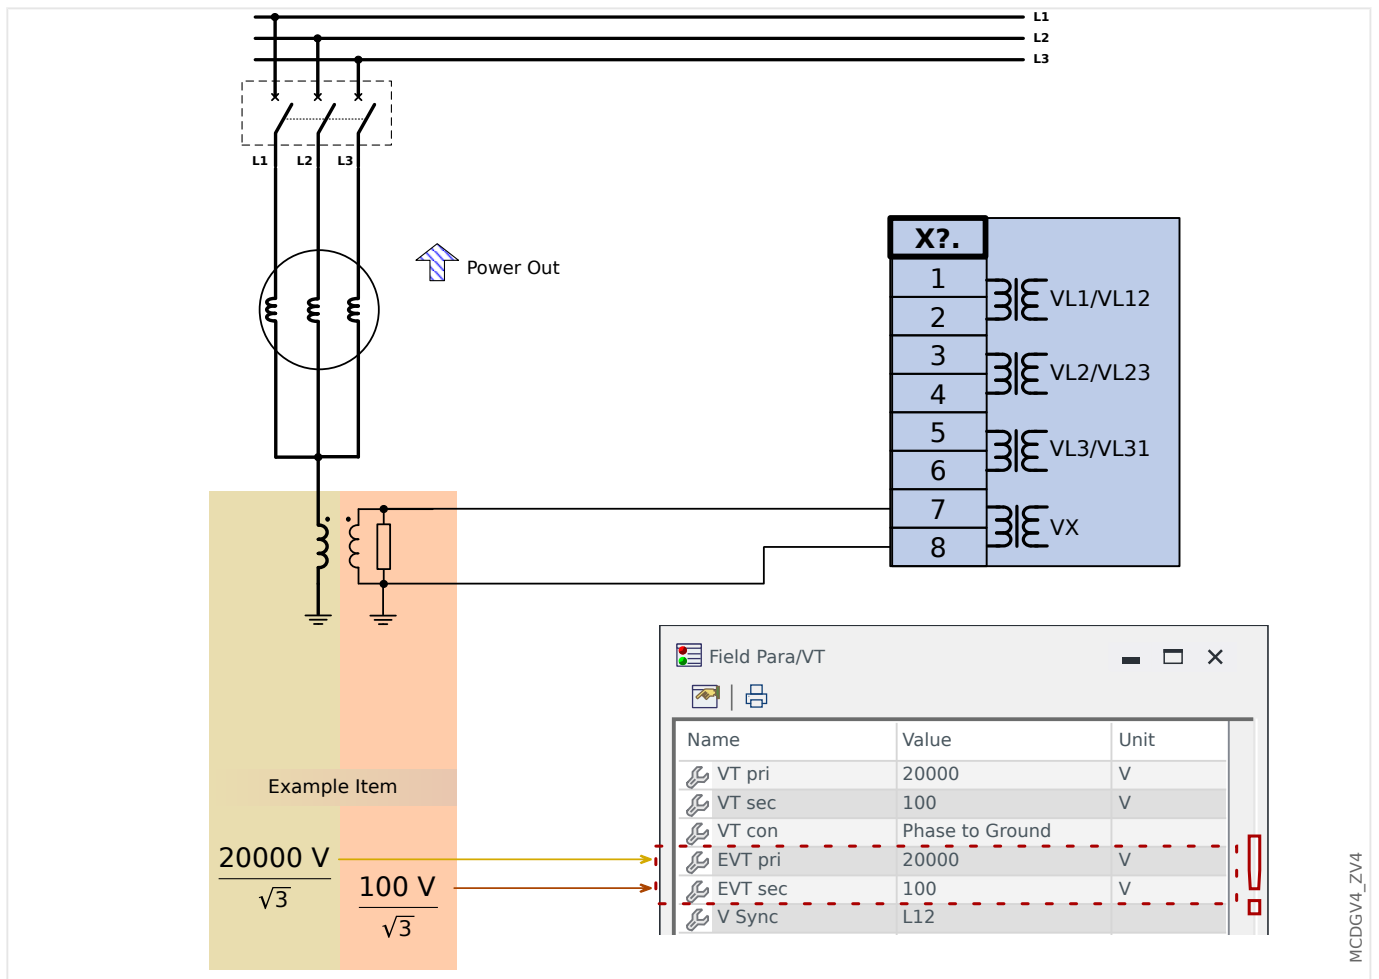 L1
L2
L3
L1 L2 L3
Power Out
X?.
1
2
3
4
5
6
7
8
VL1/VL12
VL2/VL23
VL3/VL31
VX
Field Para/VT
Name Value Unit
VT pri 20000 V
VT sec 100 V
VT con Phase to Ground
EVT pri 20000 V
EVT sec 100 V
V Sync L12
Example Item
20000 V
√3
100 V
√3
MCDGV4_ZV4